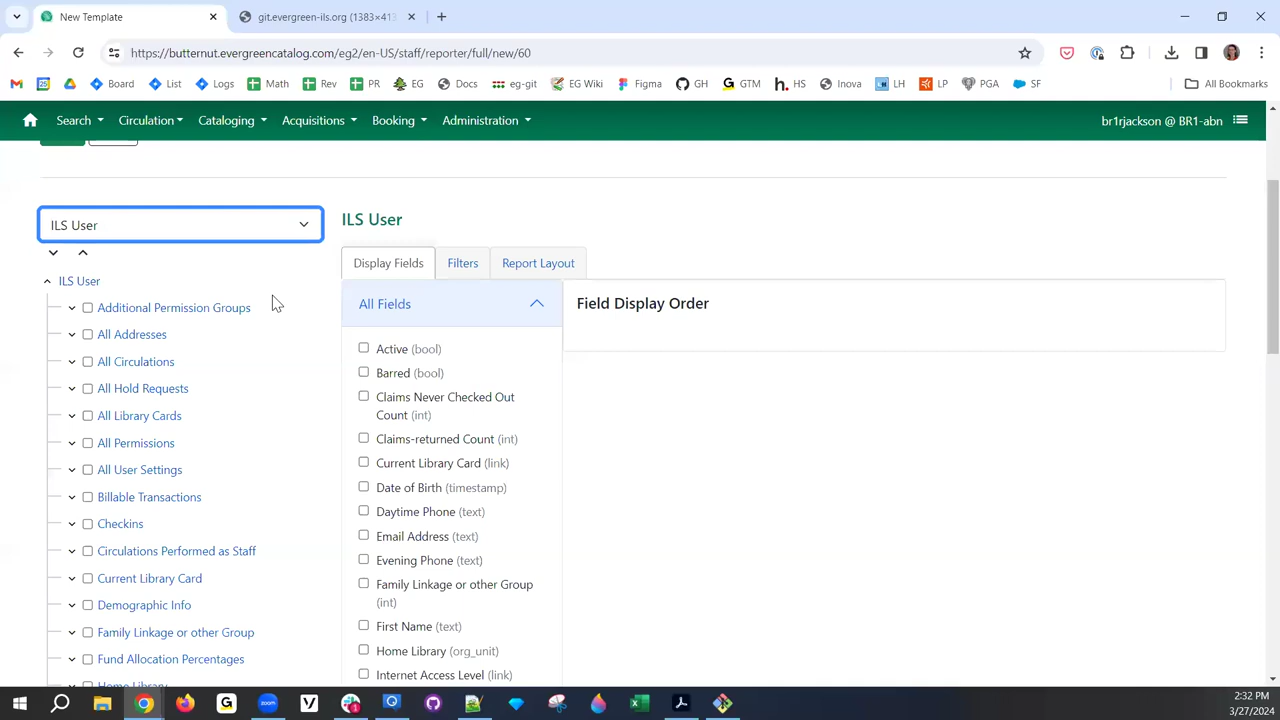 New Template
git.evergreen-ils.org (1383×413
https://butternut.evergreencatalog.com/eg2/en-US/staff/reporter/full/new/60
Board
List
Logs
Math
Rev
PR
EG
Docs
eg-git
EG Wiki
Figma
GH
GTM
HS
Inova
LH
LP
PGA
SF
All Bookmarks
Search
Circulation
Cataloging
Acquisitions
Booking
Administration
br1rjackson @ BR1-abn
ILS User
ILS User
Additional Permission Groups
All Addresses
All Circulations
All Hold Requests
All Library Cards
All Permissions
All User Settings
Billable Transactions
Checkins
Circulations Performed as Staff
Current Library Card
Demographic Info
Family Linkage or other Group
Fund Allocation Percentages
Home Library
ILS User
Display Fields
Filters
Report Layout
All Fields
Active (bool)
Barred (bool)
Claims Never Checked Out
Count (int)
Claims-returned Count (int)
Current Library Card (link)
Date of Birth (timestamp)
Daytime Phone (text)
Email Address (text)
Evening Phone (text)
Family Linkage or other Group
(int)
First Name (text)
Home Library (org_unit)
Internet Access Level (link)
Field Display Order
2:32 PM
3/27/2024